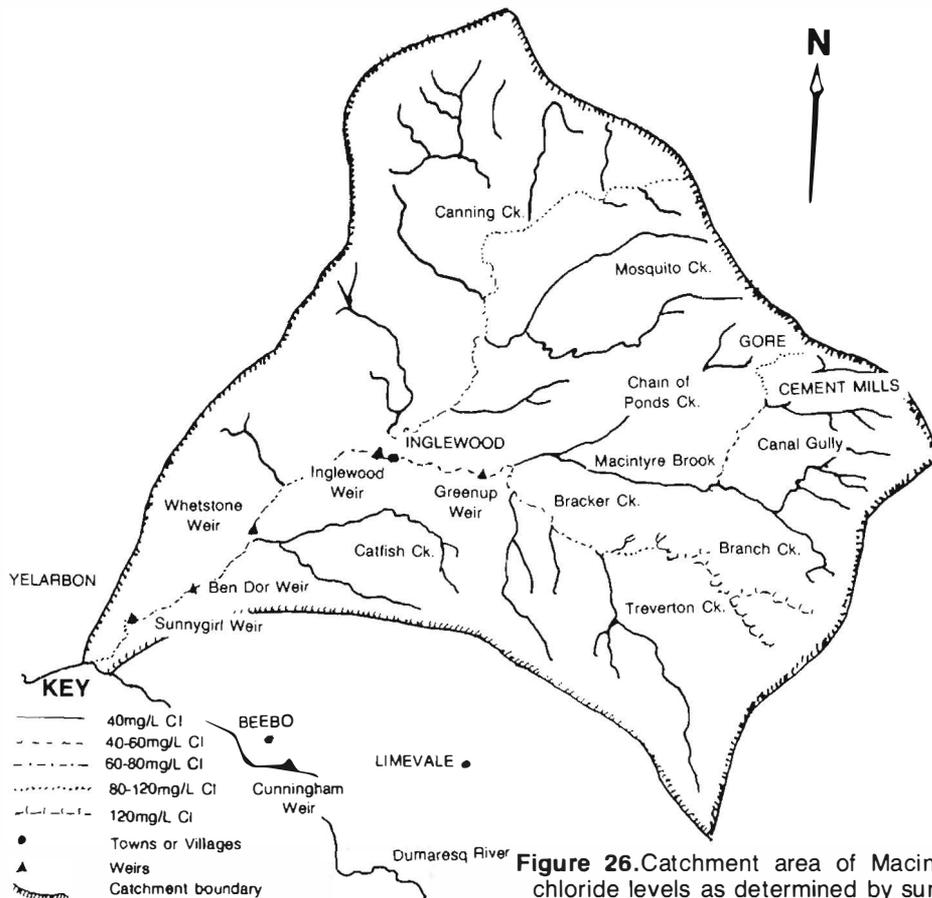 N
Canning Ck.
Mosquito Ck.
GORE
Chain of
Ponds Ck.
CEMENT MILLS
INGLEWOOD
Canal Gully
Macintyre Brook
Inglewood
Weir
Greenup
Weir
Bracker Ck.
Whetstone
Weir
Catfish Ck.
Branch Ck.
YELARBON
Ben Dor Weir
Treverton Ck.
Sunnygirl Weir
KEY
40mg/L Cl
40-60mg/L Cl
60-80mg/L Cl
80-120mg/L Cl
120mg/L Cl
Towns or Villages
Weirs
Catchment boundary
BEEBO
LIMEVALE
Cunningham
Weir
Dumaresq River
Figure 26.Catchment area of Macin
chloride levels as determined by sur